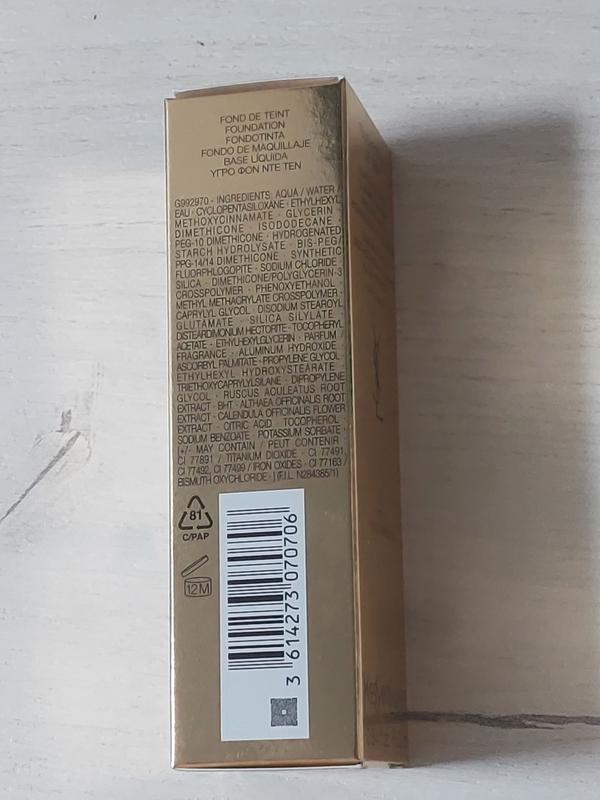 FOND DE TEINT
FOUNDATION
FONDOTINTA
FONDO DE MAQUILLAJE
BASE LÍQUIDA
ΥΓΡΟ ΦΟΝ ΝΤΕ ΤΕΝ
G992970 - INGREDIENTS: AQUA / WATER /
EAU · CYCLOPENTASILOXANE · ETHYLHEXYL
METHOXYCINNAMATE · GLYCERIN ·
DIMETHICONE · ISODODECANE ·
PEG-10 DIMETHICONE · HYDROGENATED
STARCH HYDROLYSATE · BIS-PEG/
PPG-14/14 DIMETHICONE · SYNTHETIC
FLUORPHLOGOPITE · SODIUM CHLORIDE ·
SILICA · DIMETHICONE/POLYGLYCERIN-3
CROSSPOLYMER · PHENOXYETHANOL ·
METHYL METHACRYLATE CROSSPOLYMER ·
CAPRYLYL GLYCOL · DISODIUM STEAROYL
GLUTAMATE · SILICA SILYLATE ·
DISTEARDIMONIUM HECTORITE · TOCOPHERYL
ACETATE · ETHYLHEXYLGLYCERIN · PARFUM /
FRAGRANCE · ALUMINUM HYDROXIDE ·
ASCORBYL PALMITATE · PROPYLENE GLYCOL ·
ETHYLHEXYL HYDROXYSTEARATE ·
TRIETHOXYCAPRYLYLSILANE · DIPROPYLENE
GLYCOL · RUSCUS ACULEATUS ROOT
EXTRACT · BHT · ALTHAEA OFFICINALIS ROOT
EXTRACT · CALENDULA OFFICINALIS FLOWER
EXTRACT · CITRIC ACID · TOCOPHEROL ·
SODIUM BENZOATE · POTASSIUM SORBATE ·
[+/- MAY CONTAIN / PEUT CONTENIR
CI 77891 / TITANIUM DIOXIDE · CI 77491,
CI 77492, CI 77499 / IRON OXIDES · CI 77163 /
BISMUTH OXYCHLORIDE · ] (F.I.L. N284385/1)
81
C/PAP
12M
3 614273 070706